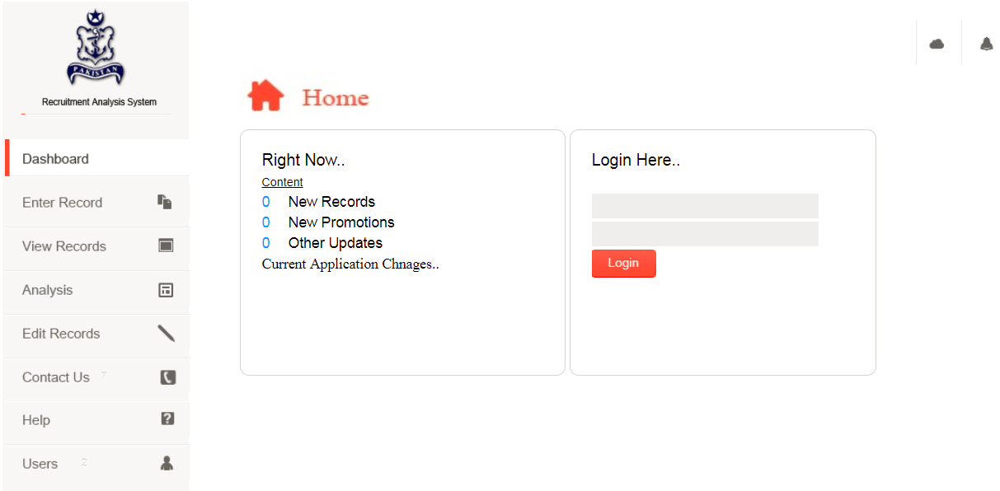 PAKISTAN
Recruitment Analysis System
Dashboard
Enter Record
View Records
Analysis
Edit Records
Contact Us
Help
Users 2
Home
Right Now..
Content
0 New Records
0 New Promotions
0 Other Updates
Current Application Chnages..
Login Here..
Login